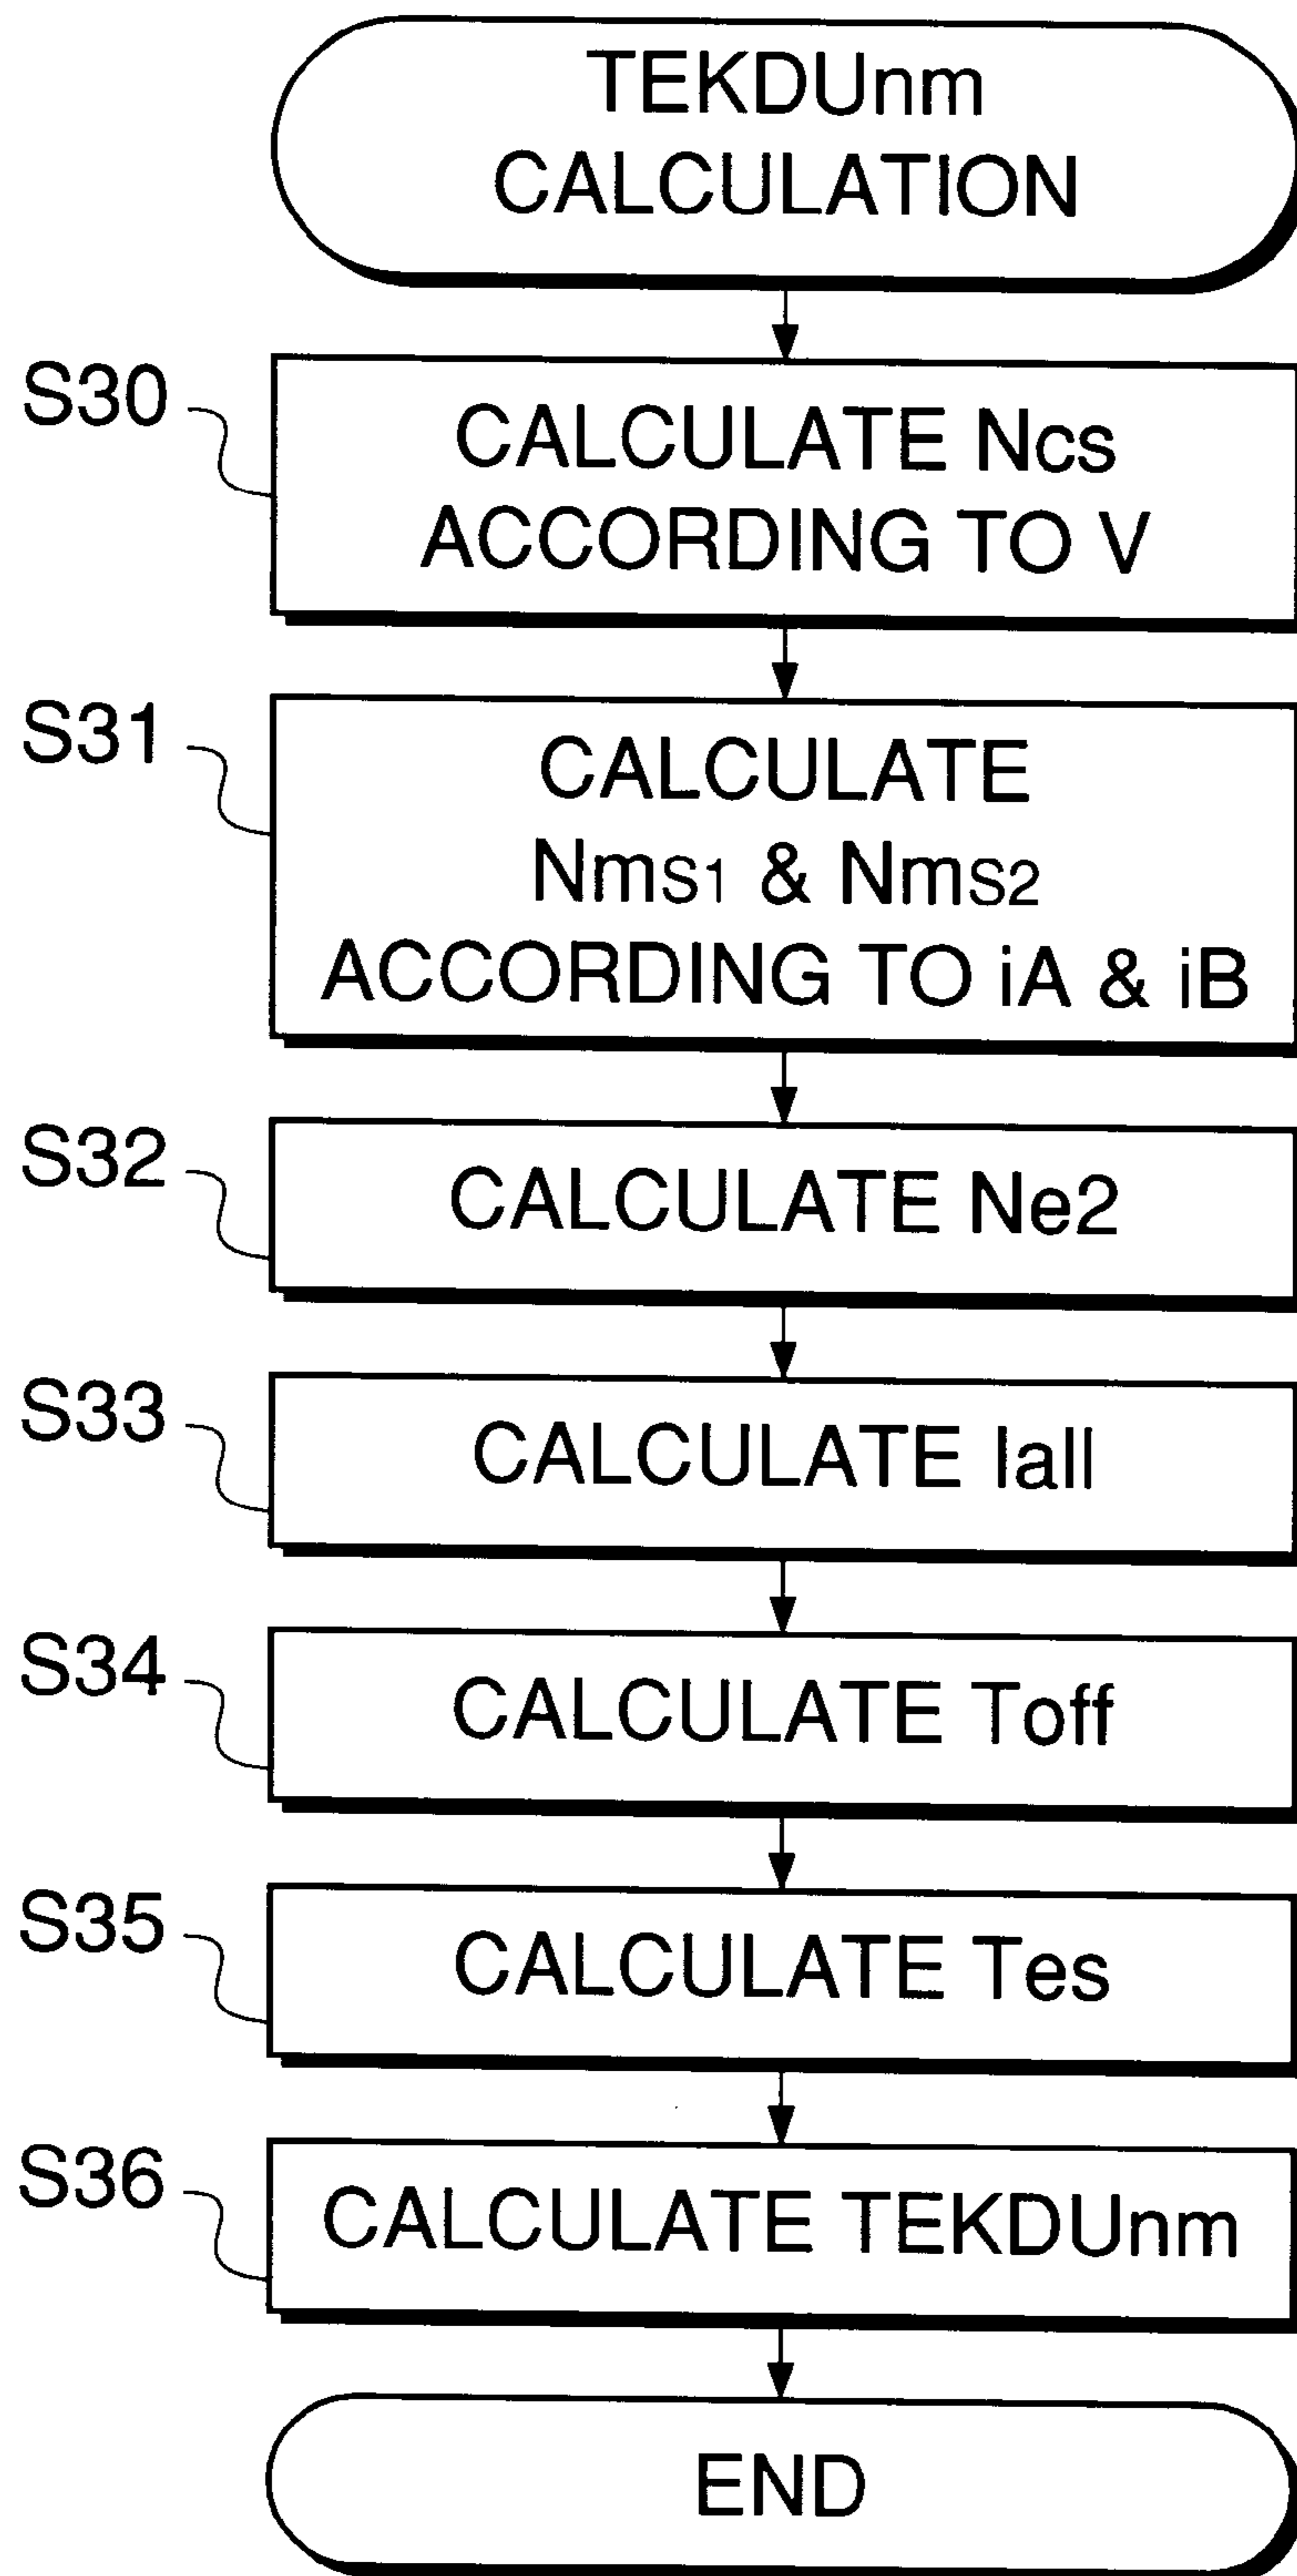 TEKDUnm
CALCULATION
S30
CALCULATE Ncs
ACCORDING TO V
S31
CALCULATE
NmS1 & NmS2
ACCORDING TO iA & iB
S32
CALCULATE Ne2
S33
CALCULATE Iall
S34
CALCULATE Toff
S35
CALCULATE Tes
S36
CALCULATE TEKDUnm
END